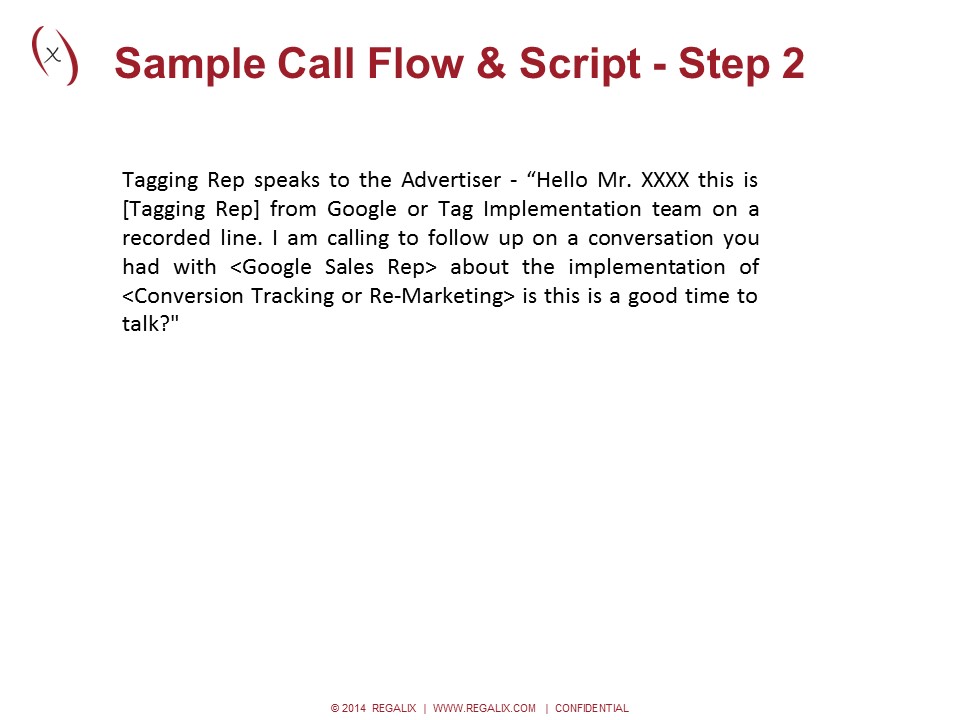 x
Sample Call Flow & Script - Step 2
Tagging Rep speaks to the Advertiser - “Hello Mr. XXXX this is
[Tagging Rep] from Google or Tag Implementation team on a
recorded line. I am calling to follow up on a conversation you
had with <Google Sales Rep> about the implementation of
<Conversion Tracking or Re-Marketing> is this is a good time to
talk?"
© 2014 REGALIX | WWW.REGALIX.COM | CONFIDENTIAL